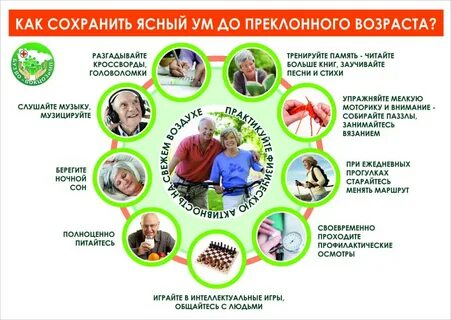 КАК СОХРАНИТЬ ЯСНЫЙ УМ ДО ПРЕКЛОННОГО ВОЗРАСТА?
РАЗГАДЫВАЙТЕ
КРОССВОРДЫ,
ГОЛОВОЛОМКИ
ТРЕНИРУЙТЕ ПАМЯТЬ - ЧИТАЙТЕ
БОЛЬШЕ КНИГ, ЗАУЧИВАЙТЕ
ПЕСНИ И СТИХИ
СЛУШАЙТЕ МУЗЫКУ,
МУЗИЦИРУЙТЕ
УПРАЖНЯЙТЕ МЕЛКУЮ
МОТОРИКУ И ВНИМАНИЕ -
СОБИРАЙТЕ ПАЗЛЫ,
ЗАНИМАЙТЕСЬ
ВЯЗАНИЕМ
ПРАКТИКУЙТЕ ФИЗИЧЕСКУЮ АКТИВНОСТЬ НА СВЕЖЕМ ВОЗДУХЕ
БЕРЕГИТЕ
НОЧНОЙ
СОН
ПРИ ЕЖЕДНЕВНЫХ
ПРОГУЛКАХ
СТАРАЙТЕСЬ
МЕНЯТЬ МАРШРУТ
ПОЛНОЦЕННО
ПИТАЙТЕСЬ
СВОЕВРЕМЕННО
ПРОХОДИТЕ
ПРОФИЛАКТИЧЕСКИЕ
ОСМОТРЫ
ИГРАЙТЕ В ИНТЕЛЛЕКТУАЛЬНЫЕ ИГРЫ,
ОБЩАЙТЕСЬ С ЛЮДЬМИ